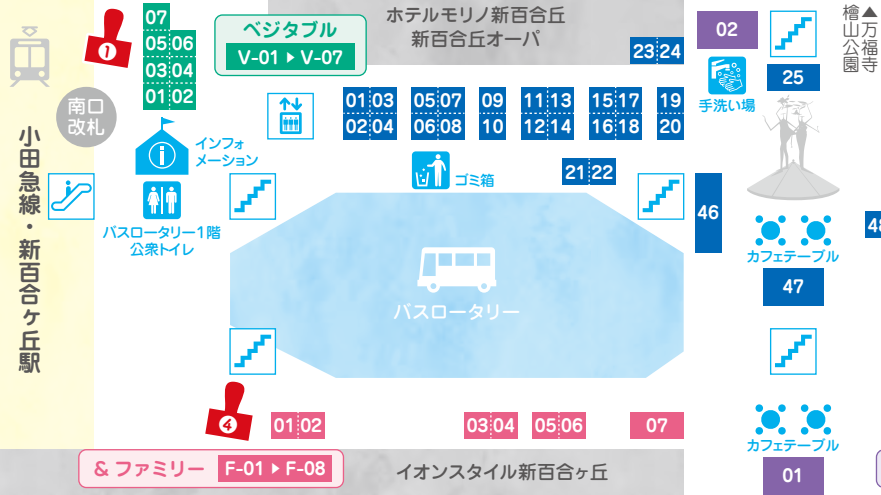 07
05 06
03 04
01 02
❶
ベジタブル
V-01 ▶ V-07
ホテルモリノ新百合丘
新百合丘オーパ
23 24
02
25
手洗い場
▲万福寺
檜山公園
南口
改札
インフォ
メーション
01 03
02 04
05 07
06 08
09
10
11 13
12 14
15 17
16 18
19
20
ゴミ箱
21 22
小田急線・新百合ヶ丘駅
バスロータリー1階
公衆トイレ
46
48
カフェテーブル
47
バスロータリー
❹
01 02
03 04
05 06
07
カフェテーブル
01
& ファミリー
F-01 ▶ F-08
イオンスタイル新百合ヶ丘